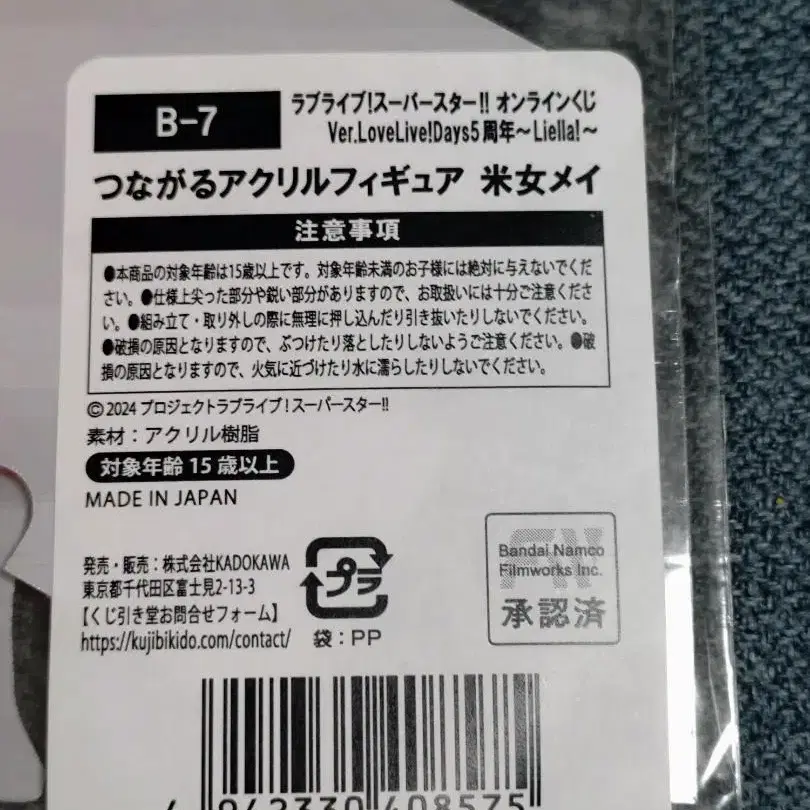 B-7
ラブライブ!スーパースター!! オンラインくじ
Ver.LoveLive!Days5周年～Liella!～
つながるアクリルフィギュア 米女メイ
注意事項
●本商品の対象年齢は15歳以上です。対象年齢未満のお子様には絶対に与えないでくだ
さい。●仕様上尖った部分や鋭い部分がありますので、お取扱いには十分ご注意くださ
い。●組み立て・取り外しの際に無理に押し込んだり引き抜いたりしないでください。
●破損の原因となりますので、ぶつけたり落としたりしないようご注意ください。●破
損の原因となりますので、火気に近づけたり水に濡らしたりしないでください。
© 2024 プロジェクトラブライブ!スーパースター!!
素材：アクリル樹脂
対象年齢 15 歳以上
MADE IN JAPAN
発売・販売：株式会社KADOKAWA
東京都千代田区富士見2-13-3
【くじ引き堂お問合せフォーム】
https://kujibikido.com/contact/
プラ
袋：PP
FW
Bandai Namco
Filmworks Inc.
承認済
4 942330 408575